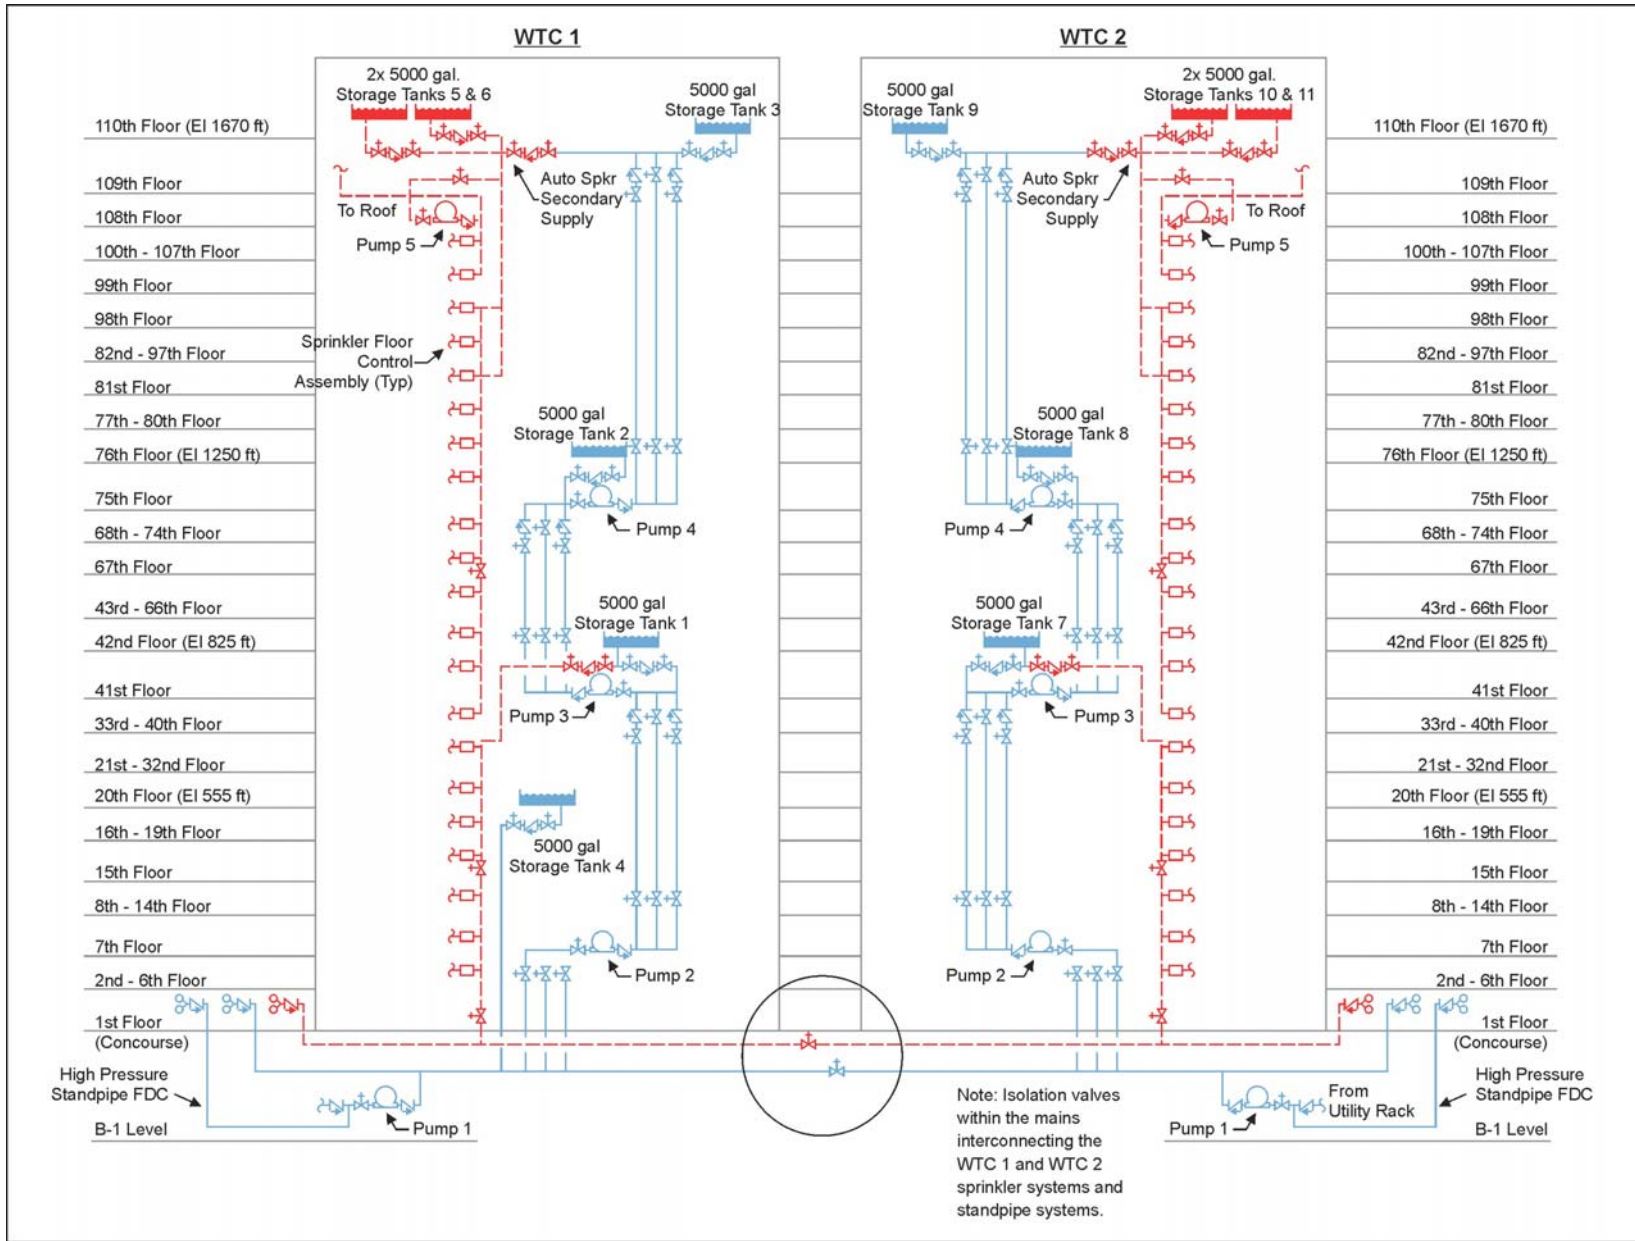 WTC 1
WTC 2
2x 5000 gal.
Storage Tanks 5 & 6
5000 gal
Storage Tank 3
5000 gal
Storage Tank 9
2x 5000 gal.
Storage Tanks 10 & 11
110th Floor (El 1670 ft)
109th Floor
108th Floor
100th - 107th Floor
99th Floor
98th Floor
82nd - 97th Floor
81st Floor
77th - 80th Floor
76th Floor (El 1250 ft)
75th Floor
68th - 74th Floor
67th Floor
43rd - 66th Floor
42nd Floor (El 825 ft)
41st Floor
33rd - 40th Floor
21st - 32nd Floor
20th Floor (El 555 ft)
16th - 19th Floor
15th Floor
8th - 14th Floor
7th Floor
2nd - 6th Floor
1st Floor
(Concourse)
High Pressure
Standpipe FDC
B-1 Level
To Roof
Pump 5
Auto Spkr
Secondary
Supply
Sprinkler Floor
Control
Assembly (Typ)
5000 gal
Storage Tank 2
Pump 4
5000 gal
Storage Tank 1
Pump 3
5000 gal
Storage Tank 4
Pump 2
Pump 1
Auto Spkr
Secondary
Supply
To Roof
Pump 5
5000 gal
Storage Tank 8
Pump 4
5000 gal
Storage Tank 7
Pump 3
Pump 2
Note: Isolation valves
within the mains
interconnecting the
WTC 1 and WTC 2
sprinkler systems and
standpipe systems.
Pump 1
From
Utility Rack
110th Floor (El 1670 ft)
109th Floor
108th Floor
100th - 107th Floor
99th Floor
98th Floor
82nd - 97th Floor
81st Floor
77th - 80th Floor
76th Floor (El 1250 ft)
75th Floor
68th - 74th Floor
67th Floor
43rd - 66th Floor
42nd Floor (El 825 ft)
41st Floor
33rd - 40th Floor
21st - 32nd Floor
20th Floor (El 555 ft)
16th - 19th Floor
15th Floor
8th - 14th Floor
7th Floor
2nd - 6th Floor
1st Floor
(Concourse)
High Pressure
Standpipe FDC
B-1 Level